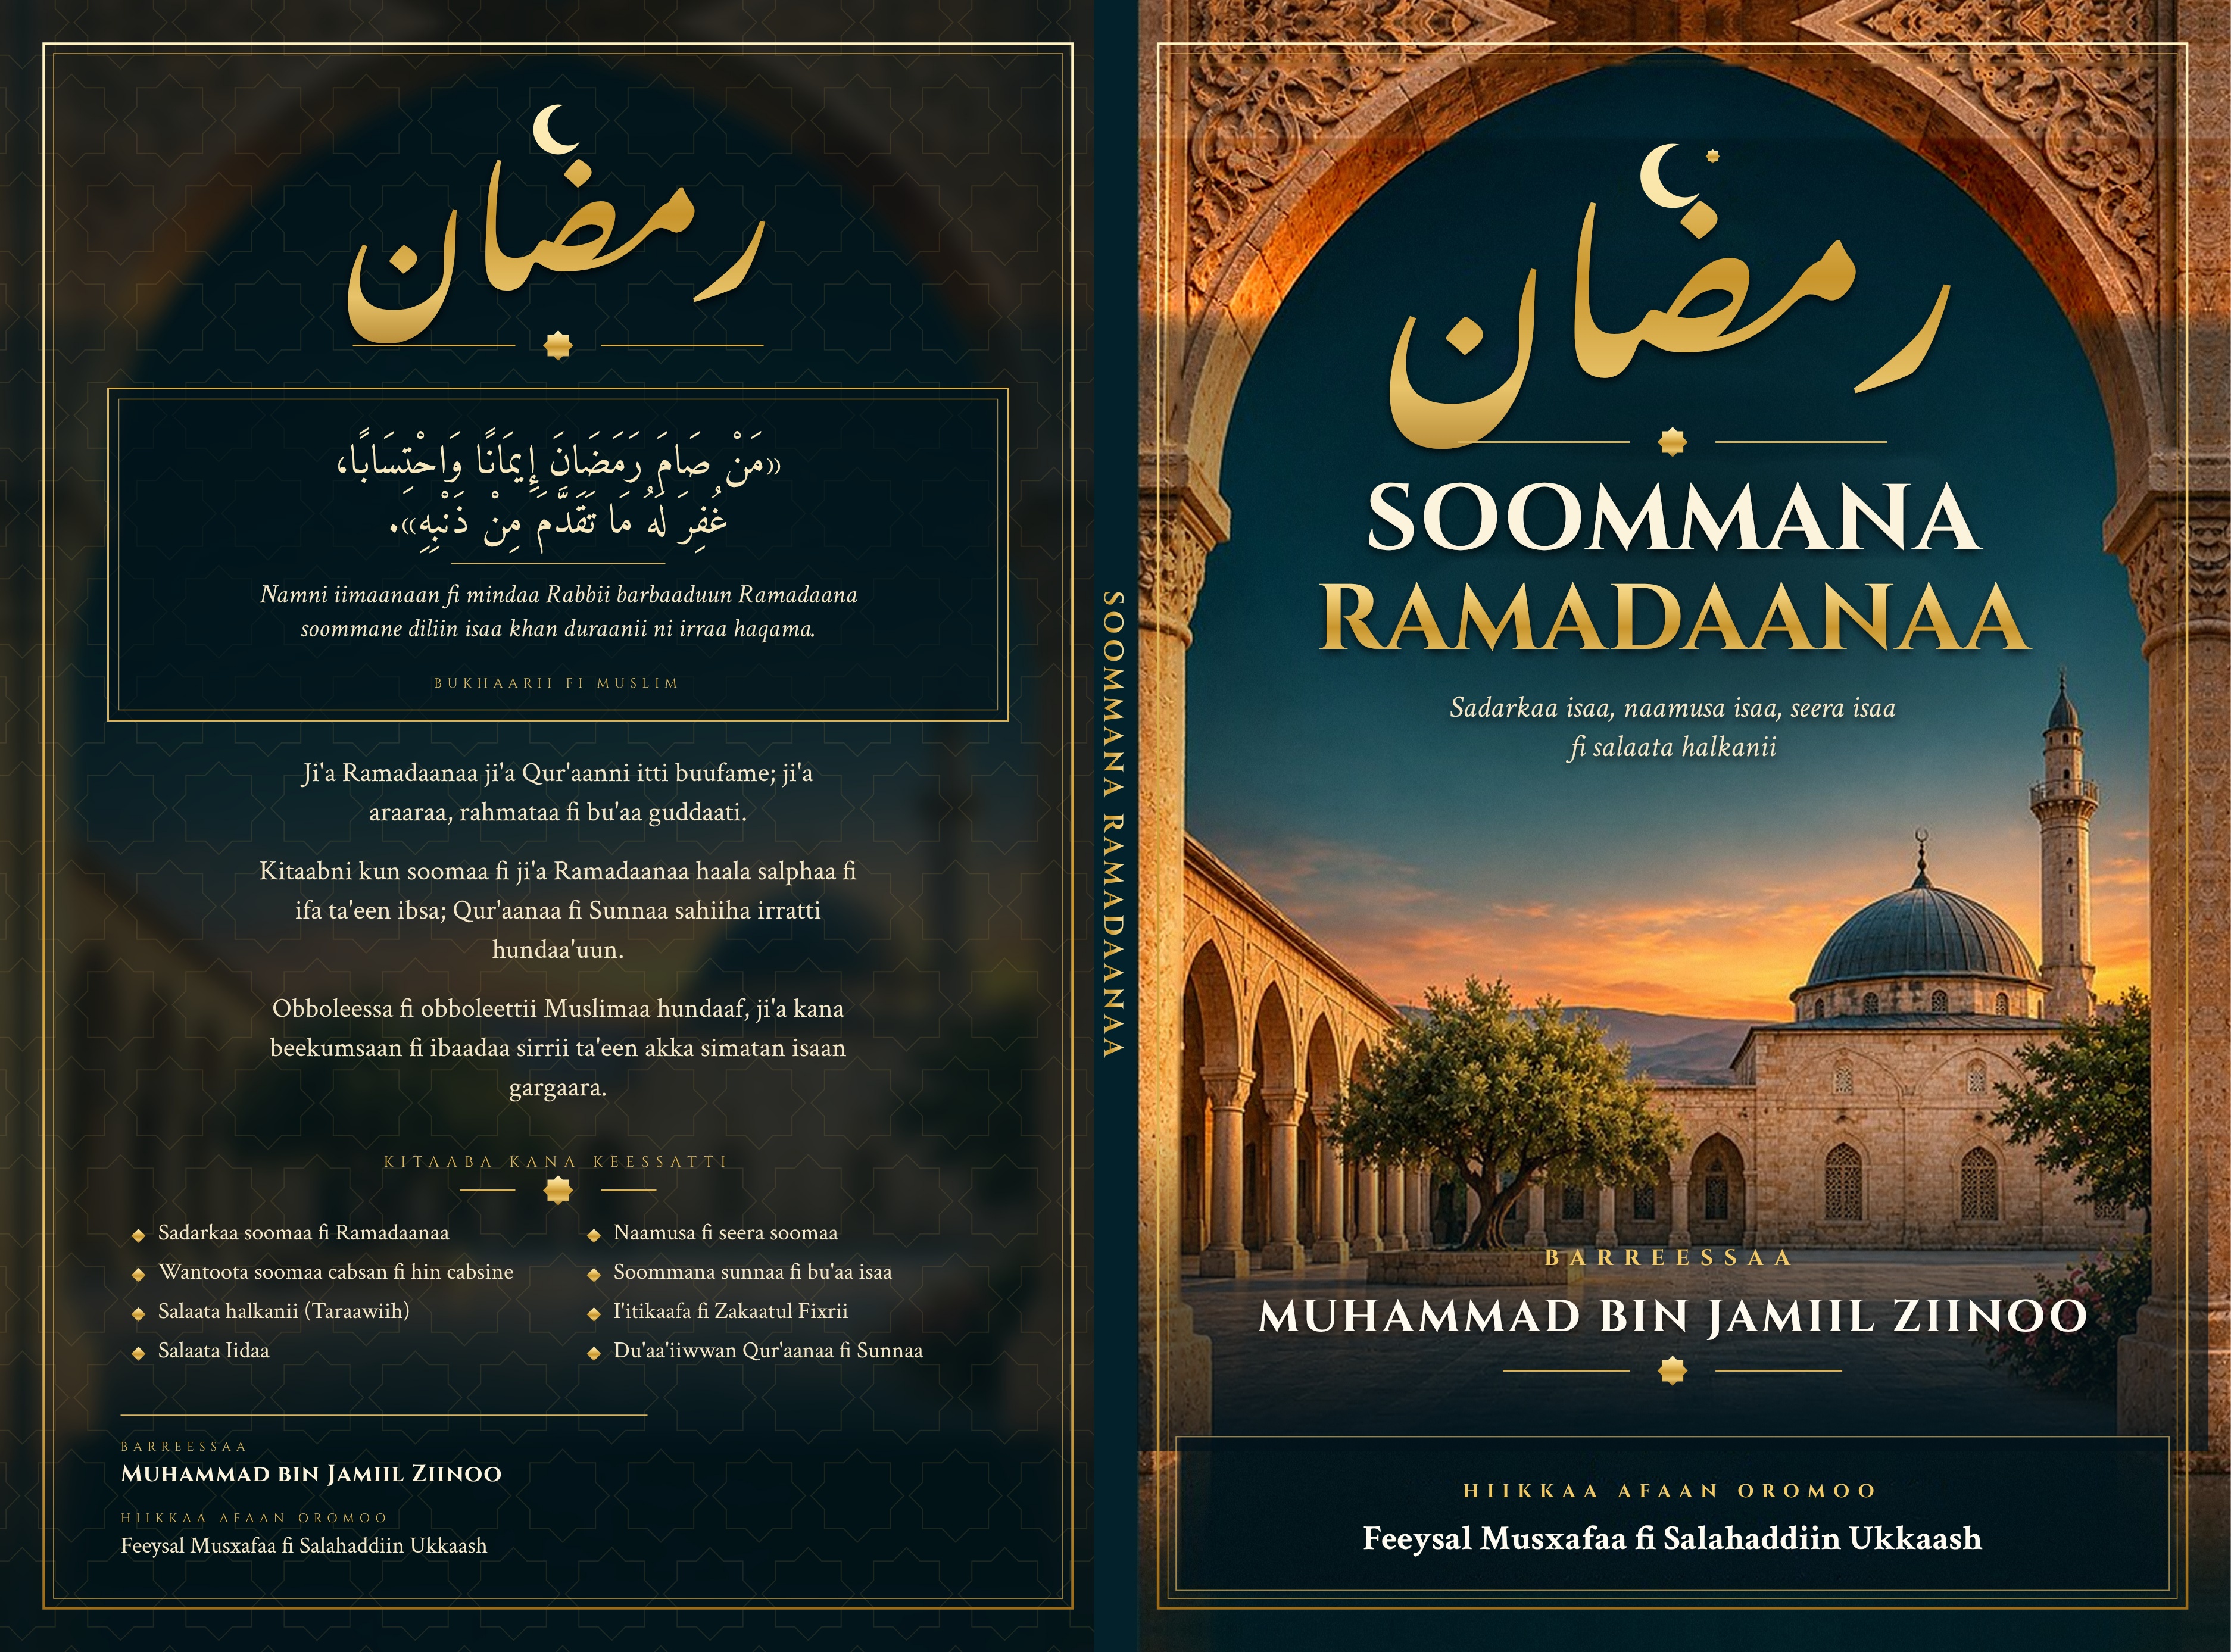 رمضان
«مَنْ صَامَ رَمَضَانَ إِيمَانًا وَاحْتِسَابًا،
غُفِرَ لَهُ مَا تَقَدَّمَ مِنْ ذَنْبِهِ».
Namni iimaanaan fi mindaa Rabbii barbaaduun Ramadaana
soommane diliin isaa khan duraanii ni irraa haqama.
BUKHAARII FI MUSLIM
Ji'a Ramadaanaa ji'a Qur'aanni itti buufame; ji'a
araaraa, rahmataa fi bu'aa guddaati.
Kitaabni kun soomaa fi ji'a Ramadaanaa haala salphaa fi
ifa ta'een ibsa; Qur'aanaa fi Sunnaa sahiiha irratti
hundaa'uun.
Obboleessa fi obboleettii Muslimaa hundaaf, ji'a kana
beekumsaan fi ibaadaa sirrii ta'een akka simatan isaan
gargaara.
KITAABA KANA KEESSATTI
Sadarkaa soomaa fi Ramadaanaa
Wantoota soomaa cabsan fi hin cabsine
Salaata halkanii (Taraawiih)
Salaata Iidaa
Naamusa fi seera soomaa
Soommana sunnaa fi bu'aa isaa
I'itikaafa fi Zakaatul Fixrii
Du'aa'iiwwan Qur'aanaa fi Sunnaa
BARREESSAA
MUHAMMAD BIN JAMIIL ZIINOO
HIIKKAA AFAAN OROMOO
Feeysal Musxafaa fi Salahaddiin Ukkaash
SOOMMANA RAMADAANAA
رمضان
SOOMMANA
RAMADAANAA
Sadarkaa isaa, naamusa isaa, seera isaa
fi salaata halkanii
BARREESSAA
MUHAMMAD BIN JAMIIL ZIINOO
HIIKKAA AFAAN OROMOO
Feeysal Musxafaa fi Salahaddiin Ukkaash